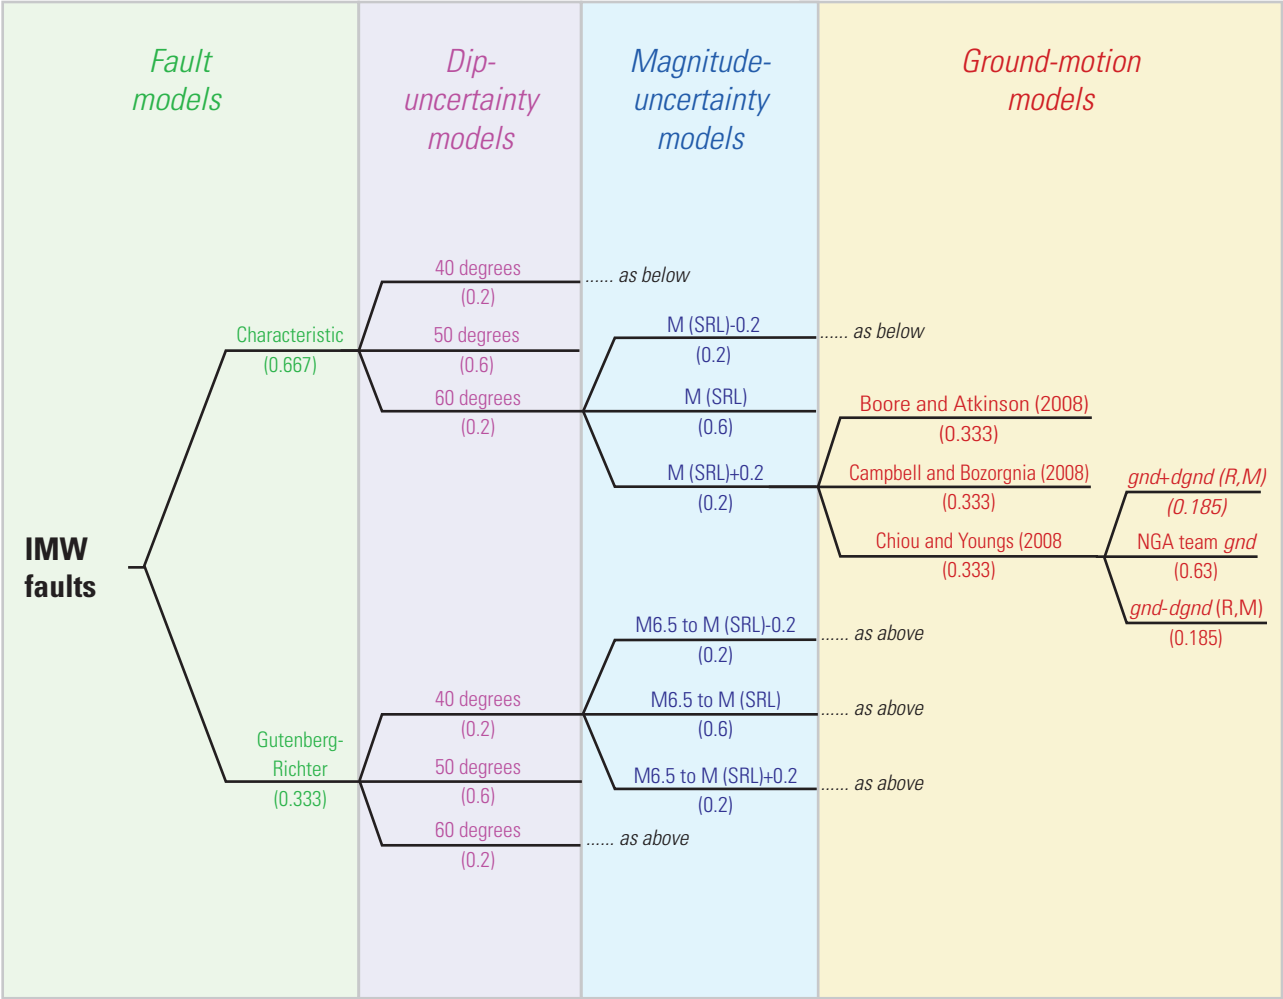 Fault
models
Dip-
uncertainty
models
Magnitude-
uncertainty
models
Ground-motion
models
IMW
faults
Characteristic
(0.667)
40 degrees
(0.2)
...... as below
50 degrees
(0.6)
60 degrees
(0.2)
M (SRL)-0.2
(0.2)
...... as below
M (SRL)
(0.6)
M (SRL)+0.2
(0.2)
Boore and Atkinson (2008)
(0.333)
Campbell and Bozorgnia (2008)
(0.333)
Chiou and Youngs (2008
(0.333)
gnd+dgnd (R,M)
(0.185)
NGA team gnd
(0.63)
gnd-dgnd (R,M)
(0.185)
Gutenberg-
Richter
(0.333)
40 degrees
(0.2)
50 degrees
(0.6)
60 degrees
(0.2)
...... as above
M6.5 to M (SRL)-0.2
(0.2)
...... as above
M6.5 to M (SRL)
(0.6)
...... as above
M6.5 to M (SRL)+0.2
(0.2)
...... as above